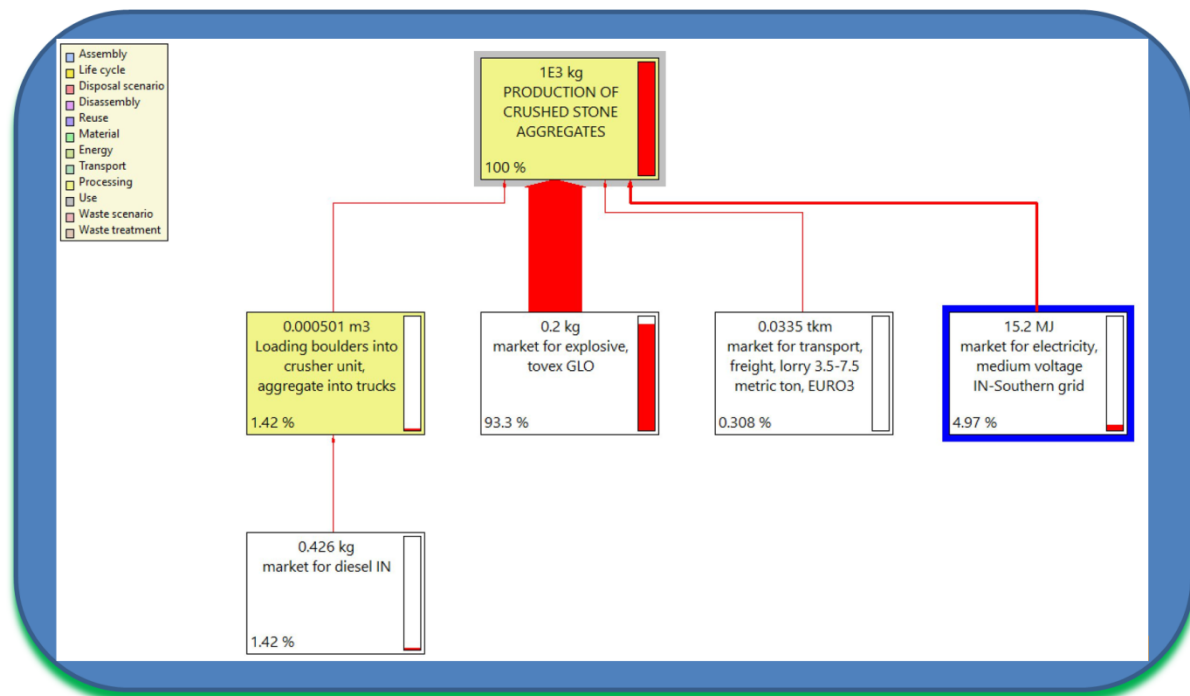 Assembly
Life cycle
Disposal scenario
Disassembly
Reuse
Material
Energy
Transport
Processing
Use
Waste scenario
Waste treatment
1E3 kg
PRODUCTION OF
CRUSHED STONE
AGGREGATES
100 %
0.000501 m3
Loading boulders into
crusher unit,
aggregate into trucks
1.42 %
0.2 kg
market for explosive,
tovex GLO
93.3 %
0.0335 tkm
market for transport,
freight, lorry 3.5-7.5
metric ton, EURO3
0.308 %
15.2 MJ
market for electricity,
medium voltage
IN-Southern grid
4.97 %
0.426 kg
market for diesel IN
1.42 %